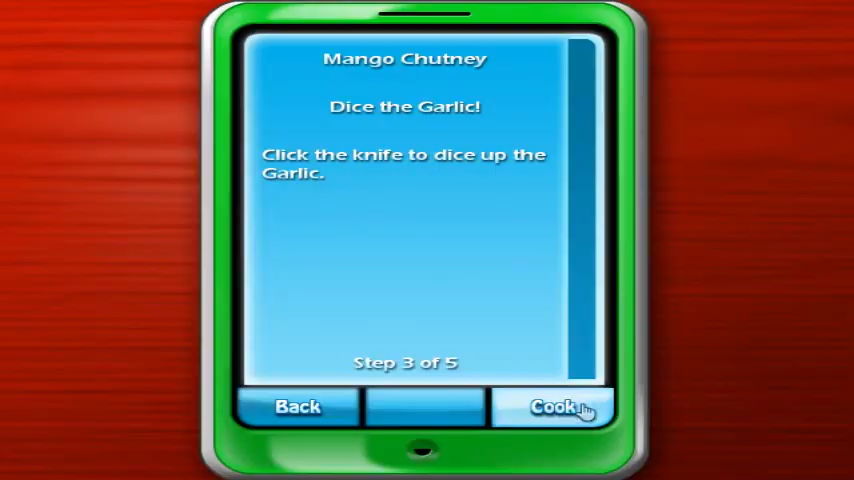 Mango Chutney
Dice the Garlic!
Click the knife to dice up the
Garlic.
Step 3 of 5
Back
Cook